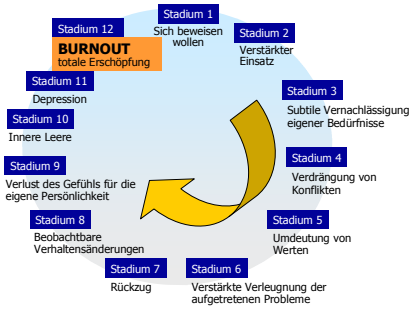 Stadium 1
Sich beweisen
wollen
Stadium 2
Verstärkter
Einsatz
Stadium 3
Subtile Vernachlässigung
eigener Bedürfnisse
Stadium 4
Verdrängung von
Konflikten
Stadium 5
Umdeutung von
Werten
Stadium 6
Verstärkte Verleugnung der
aufgetretenen Probleme
Stadium 7
Rückzug
Stadium 8
Beobachtbare
Verhaltensänderungen
Stadium 9
Verlust des Gefühls für die
eigene Persönlichkeit
Stadium 10
Innere Leere
Stadium 11
Depression
Stadium 12
BURNOUT
totale Erschöpfung